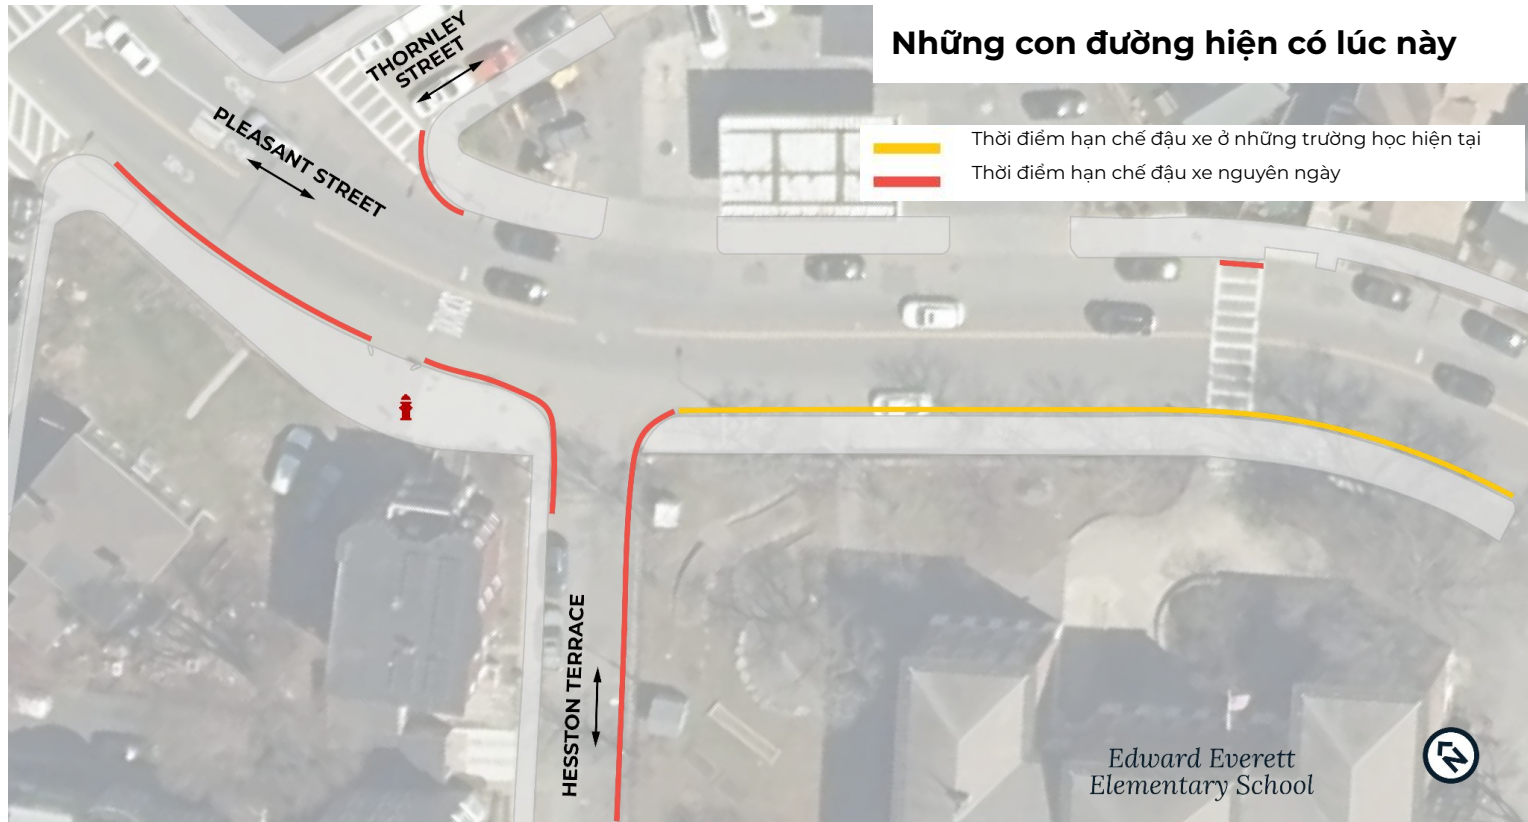 Những con đường hiện có lúc này
Thời điểm hạn chế đậu xe ở những trường học hiện tại
Thời điểm hạn chế đậu xe nguyên ngày
THORNLEY
STREET
PLEASANT STREET
HESSTON TERRACE
Edward Everett
Elementary School
N